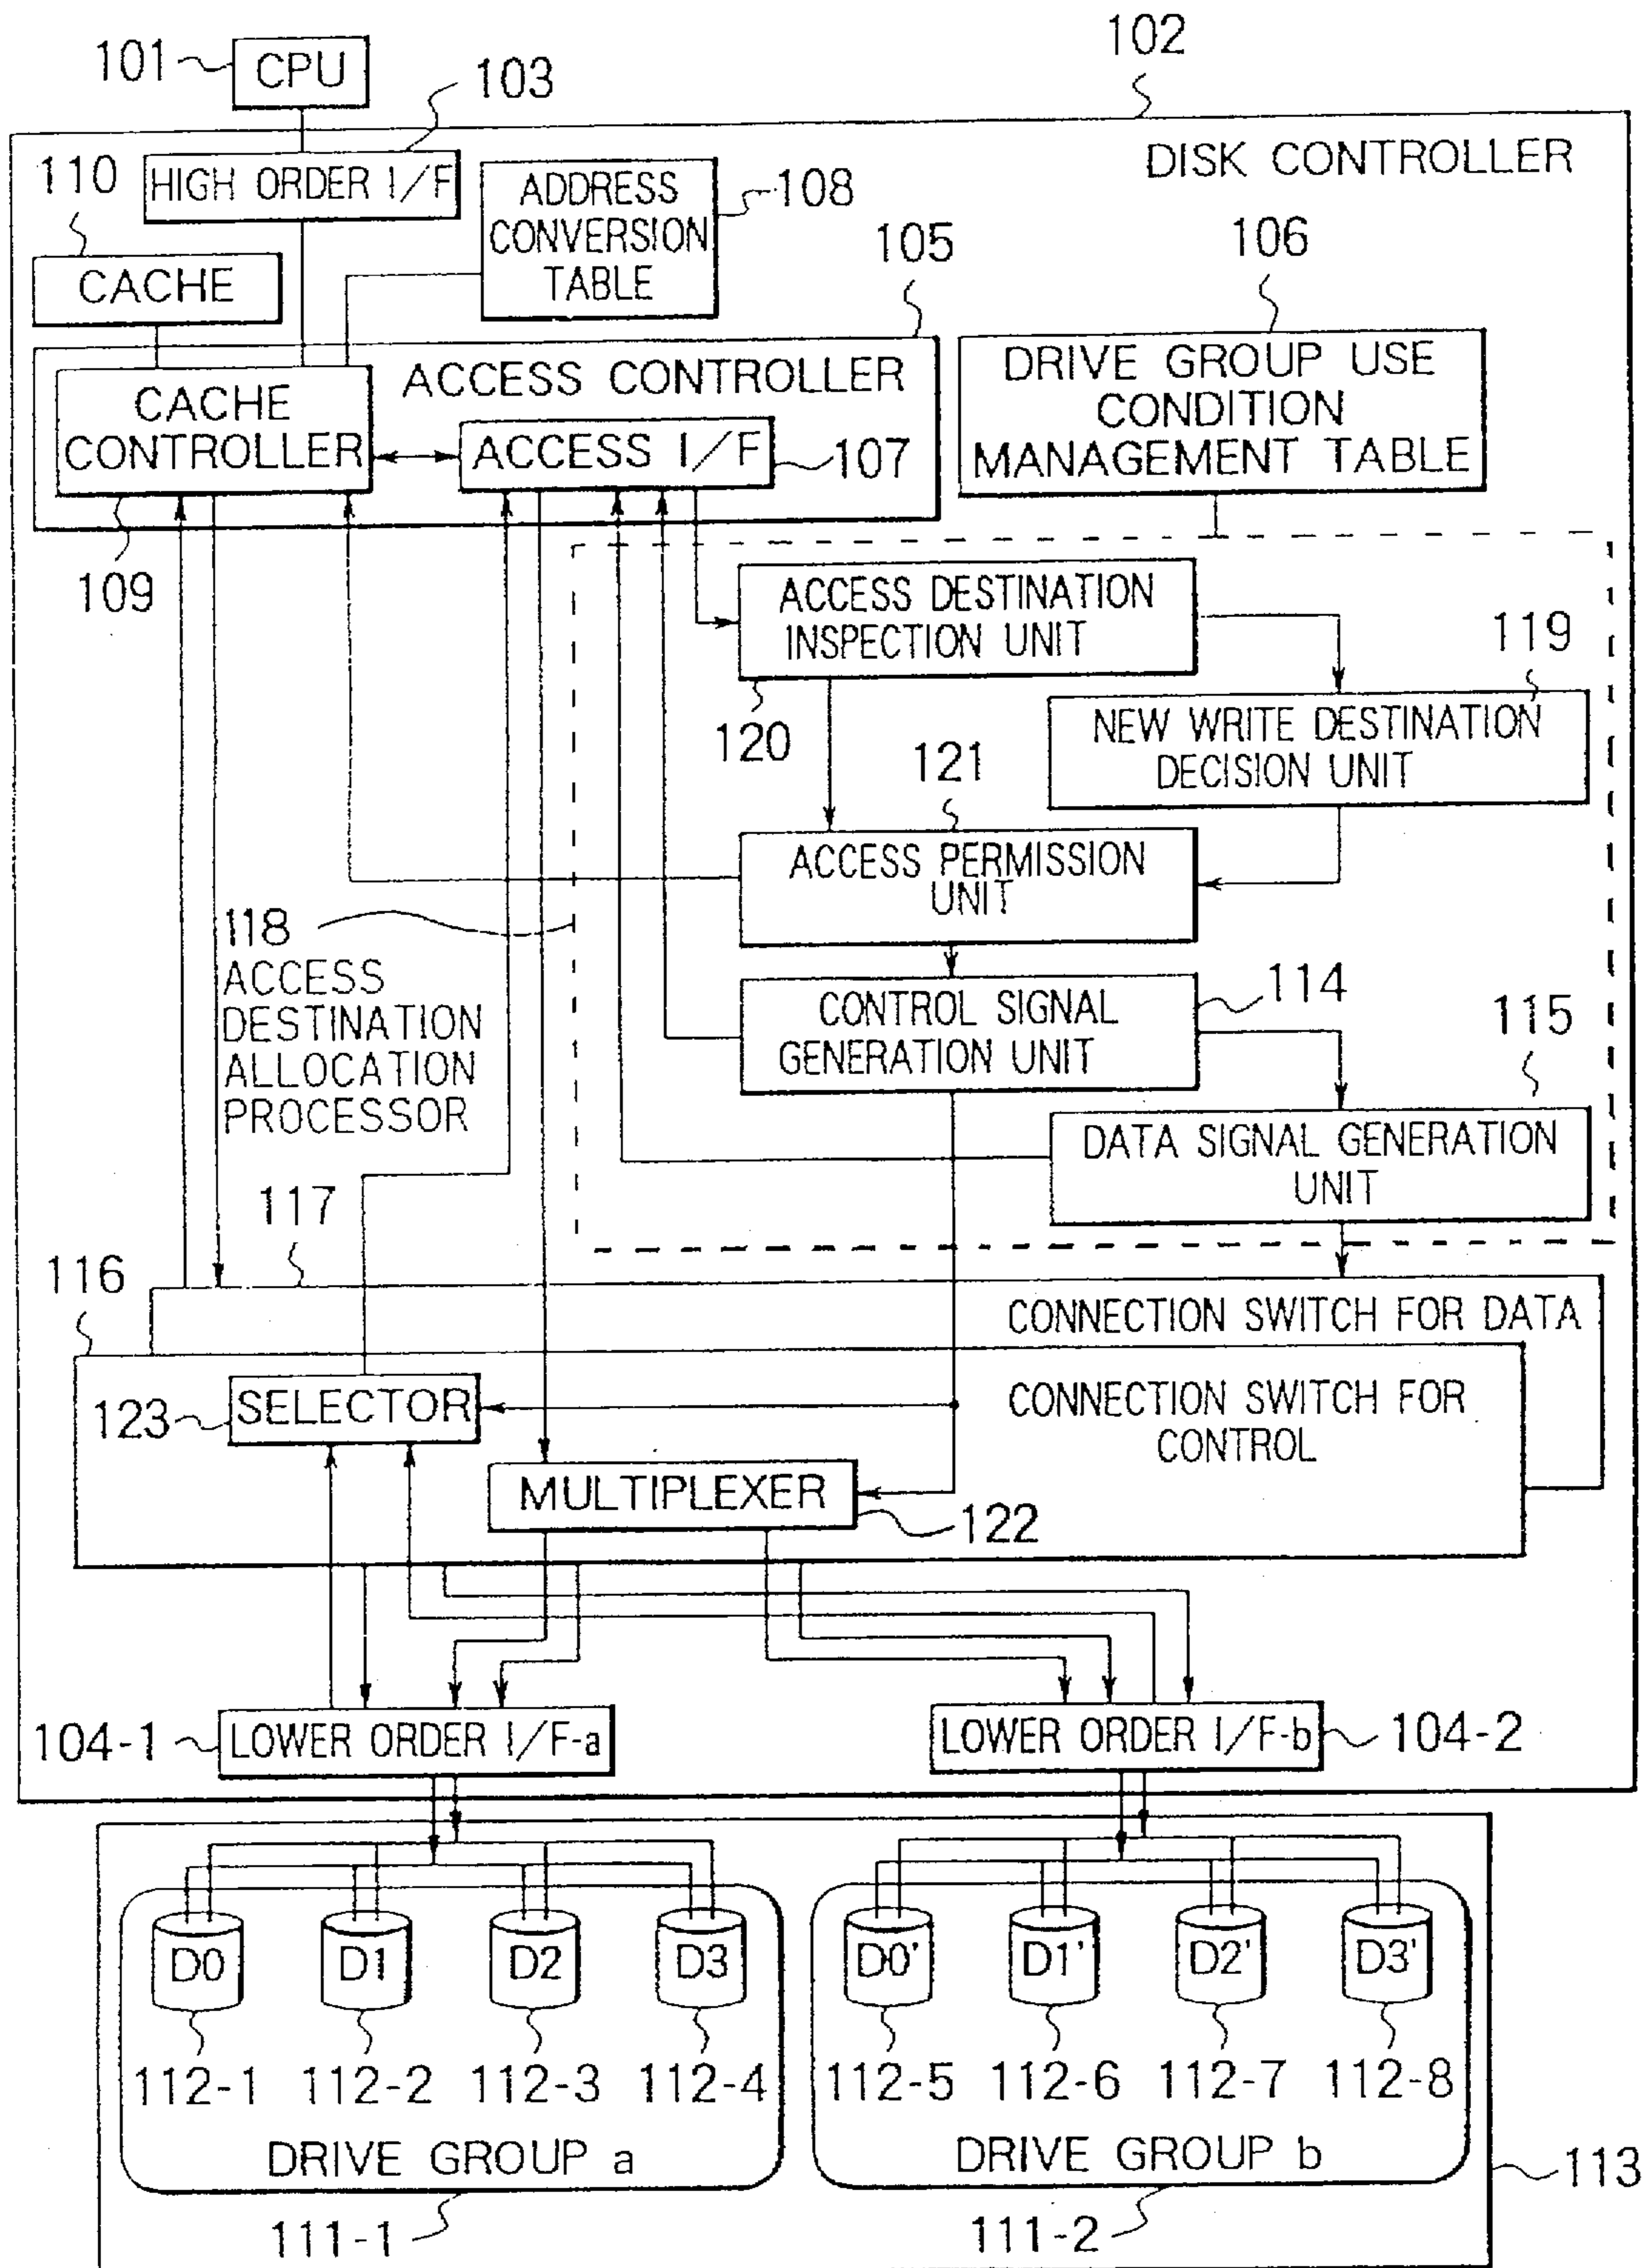 102
101
CPU
103
DISK CONTROLLER
110
HIGH ORDER I/F
ADDRESS
CONVERSION
TABLE
108
105
106
CACHE
ACCESS CONTROLLER
DRIVE GROUP USE
CONDITION
MANAGEMENT TABLE
CACHE
CONTROLLER
ACCESS I/F
107
109
ACCESS DESTINATION
INSPECTION UNIT
119
120
NEW WRITE DESTINATION
DECISION UNIT
121
ACCESS PERMISSION
UNIT
118
ACCESS
DESTINATION
ALLOCATION
PROCESSOR
CONTROL SIGNAL
GENERATION UNIT
114
115
DATA SIGNAL GENERATION
UNIT
117
116
CONNECTION SWITCH FOR DATA
123
SELECTOR
CONNECTION SWITCH FOR
CONTROL
MULTIPLEXER
122
104-1
LOWER ORDER I/F-a
LOWER ORDER I/F-b
104-2
D0
D1
D2
D3
D0'
D1'
D2'
D3'
112-1
112-2
112-3
112-4
112-5
112-6
112-7
112-8
DRIVE GROUP a
DRIVE GROUP b
113
111-1
111-2